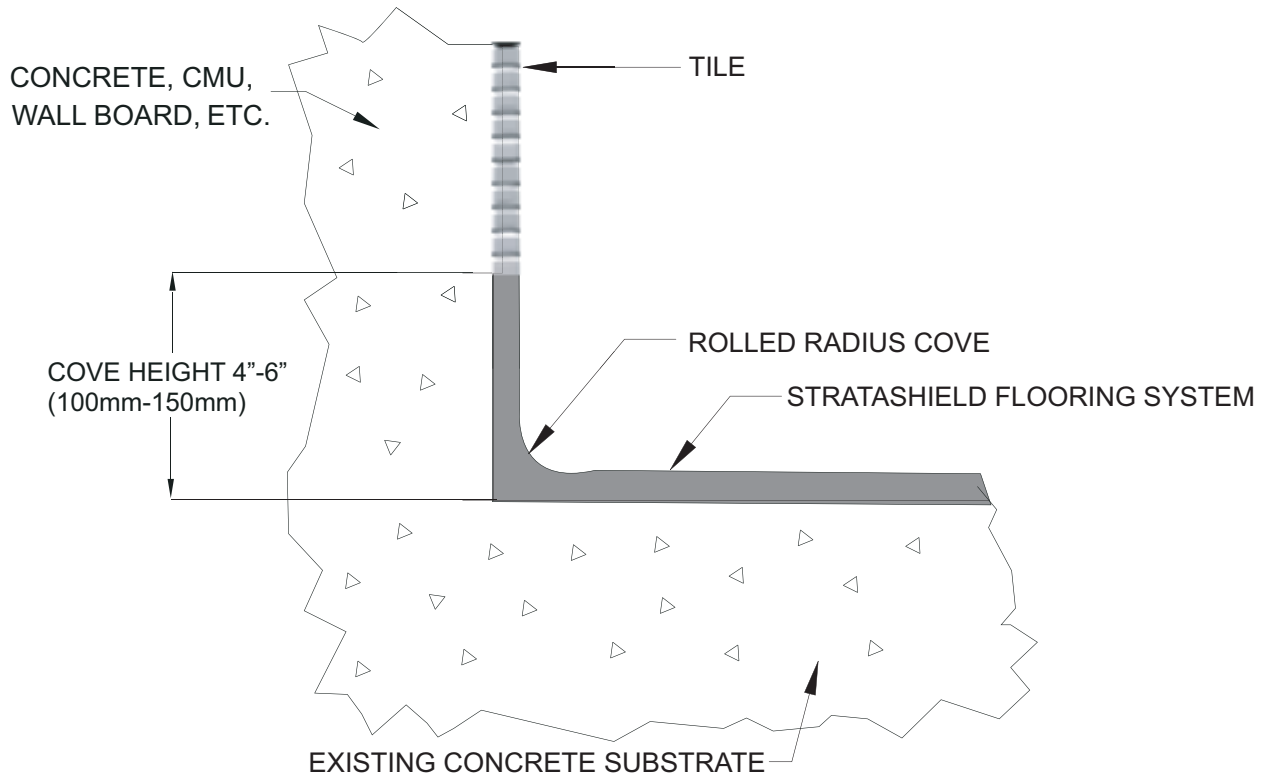 CONCRETE, CMU,
WALL BOARD, ETC.
TILE
ROLLED RADIUS COVE
COVE HEIGHT 4”-6”
(100mm-150mm)
STRATASHIELD FLOORING SYSTEM
EXISTING CONCRETE SUBSTRATE